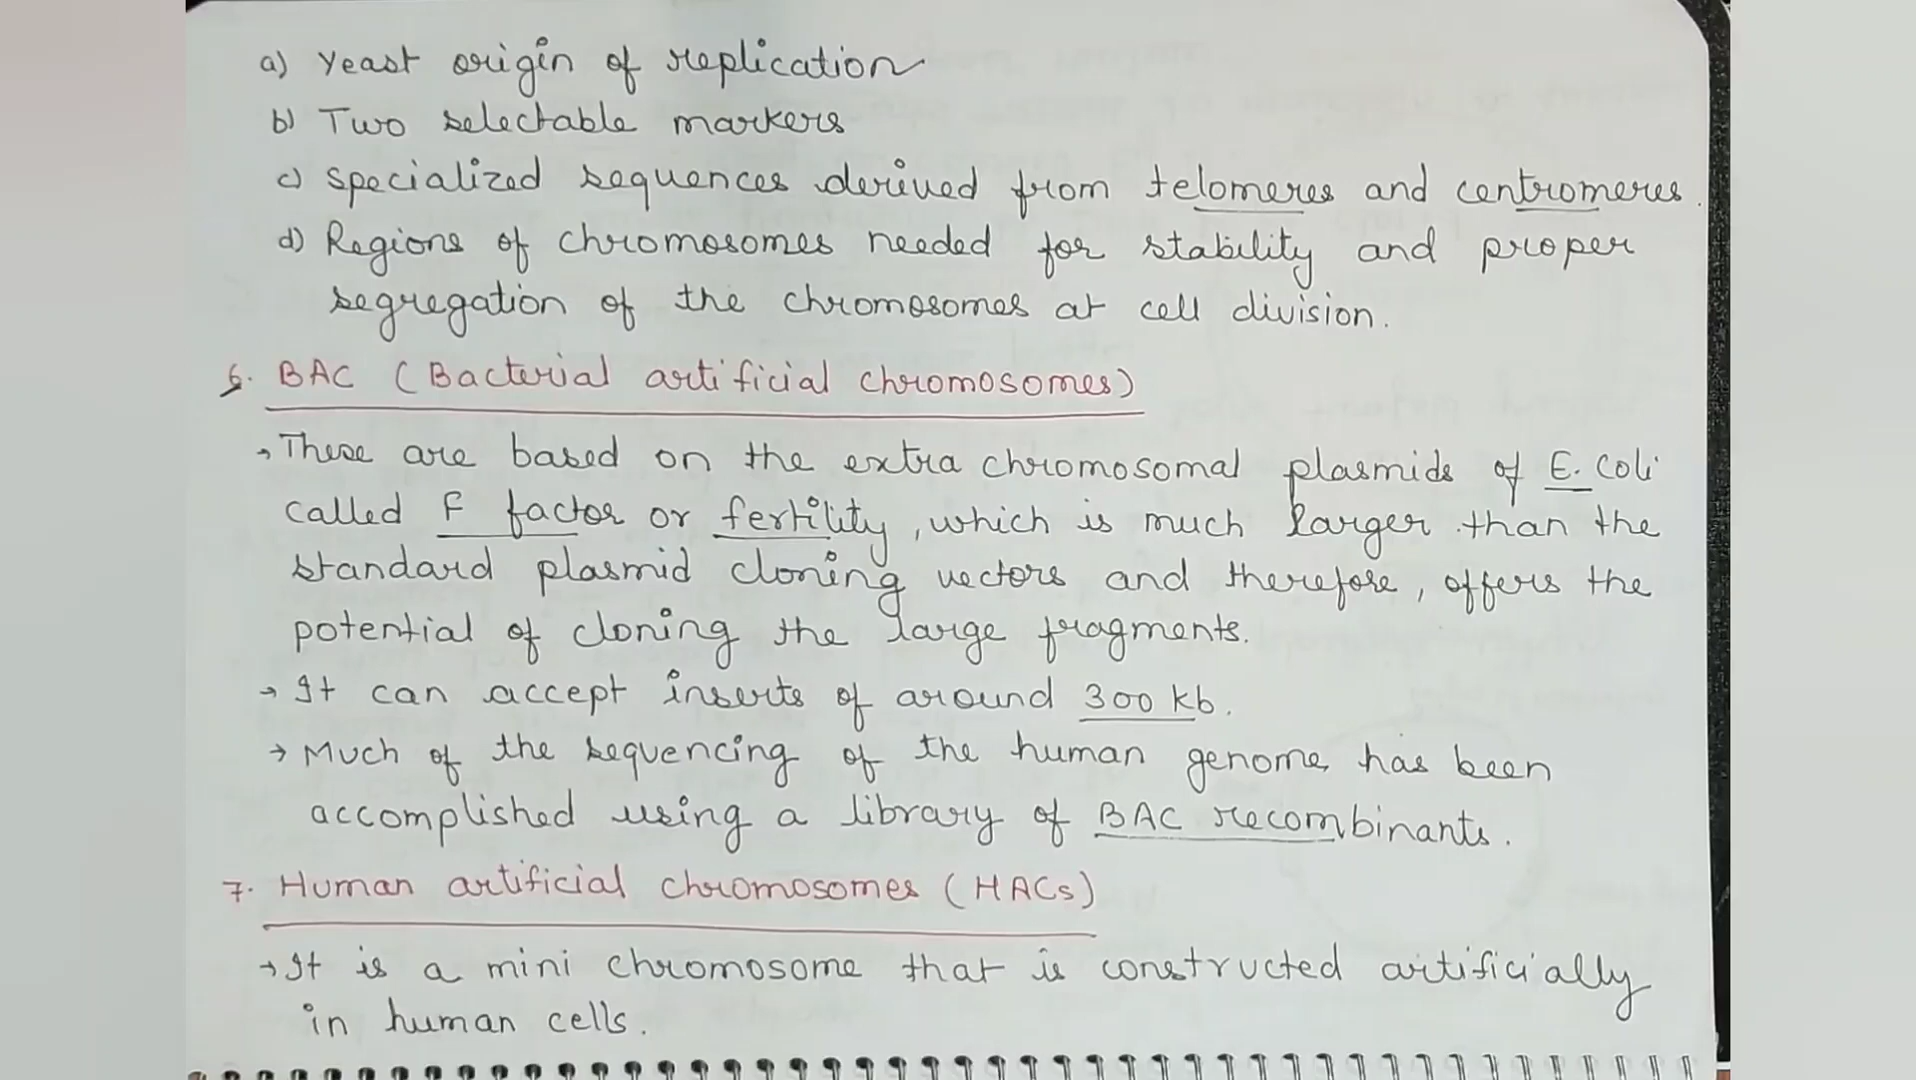 a) Yeast origin of replication
b) Two selectable markers
c) Specialized sequences derived from telomeres and centromeres.
d) Regions of chromosomes needed for stability and proper
segregation of the chromosomes at cell division.
6. BAC (Bacterial artificial chromosomes)
→ These are based on the extra chromosomal plasmids of E. coli
called F factor or fertility, which is much larger than the
standard plasmid cloning vectors and therefore, offers the
potential of cloning the large fragments.
→ It can accept inserts of around 300 kb.
→ Much of the sequencing of the human genome has been
accomplished using a library of BAC recombinants.
7. Human artificial chromosomes (HACs)
→ It is a mini chromosome that is constructed artificially
in human cells.